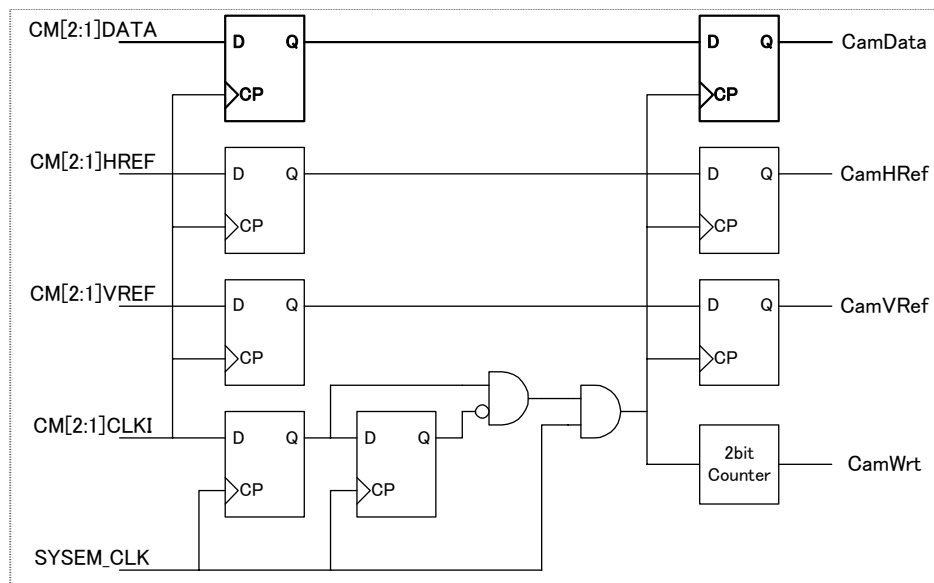 CM[2:1]DATA
D Q
CP
D Q
CP
CamData
CM[2:1]HREF
D Q
CP
D Q
CP
CamHRef
CM[2:1]VREF
D Q
CP
D Q
CP
CamVRef
CM[2:1]CLKI
D Q
CP
D Q
CP
2bit
Counter
CamWrt
SYSEM_CLK